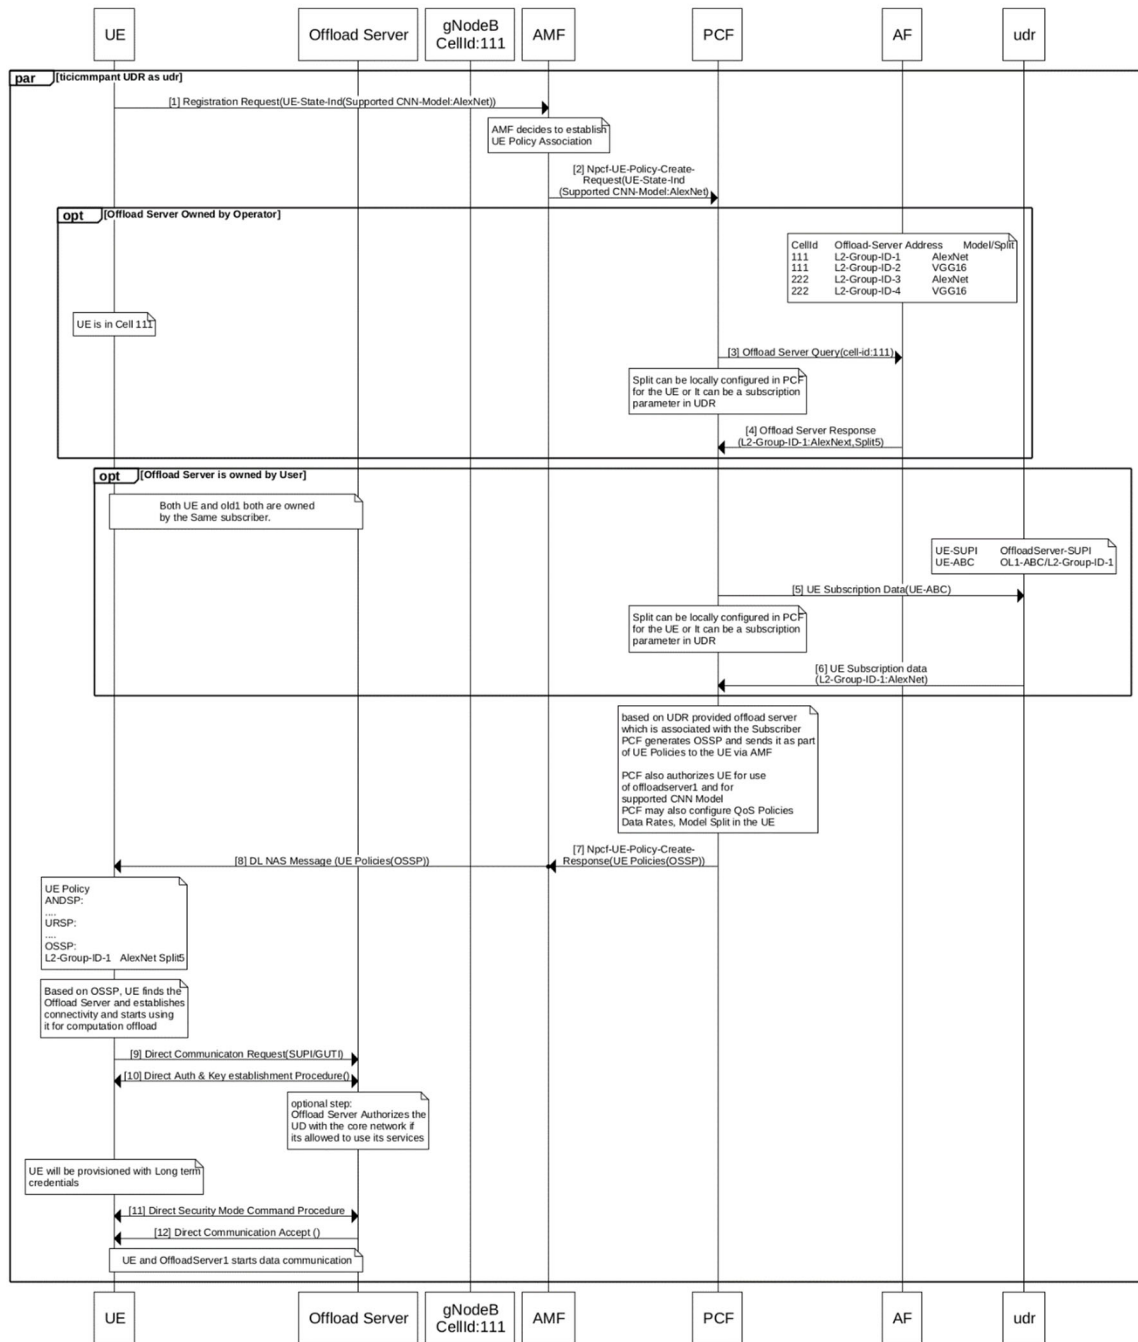 UE
Offload Server
gNodeB
CellId:111
AMF
PCF
AF
udr
par
[ticicmmpant UDR as udr]
[1] Registration Request(UE-State-Ind(Supported CNN-Model:AlexNet))
AMF decides to establish
UE Policy Association
[2] Npcf-UE-Policy-Create-
Request(UE-State-Ind
(Supported CNN-Model:AlexNet)
opt
[Offload Server Owned by Operator]
CellId Offload-Server Address Model/Split
111 L2-Group-ID-1 AlexNet
111 L2-Group-ID-2 VGG16
222 L2-Group-ID-3 AlexNet
222 L2-Group-ID-4 VGG16
UE is in Cell 111
[3] Offload Server Query(cell-id:111)
Split can be locally configured in PCF
for the UE or It can be a subscription
parameter in UDR
[4] Offload Server Response
(L2-Group-ID-1:AlexNext,Split5)
opt
[Offload Server is owned by User]
Both UE and old1 both are owned
by the Same subscriber.
UE-SUPI OffloadServer-SUPI
UE-ABC OL1-ABC/L2-Group-ID-1
[5] UE Subscription Data(UE-ABC)
Split can be locally configured in PCF
for the UE or It can be a subscription
parameter in UDR
[6] UE Subscription data
(L2-Group-ID-1:AlexNet)
based on UDR provided offload server
which is associated with the Subscriber
PCF generates OSSP and sends it as part
of UE Policies to the UE via AMF
PCF also authorizes UE for use
of offloadserver1 and for
supported CNN Model
PCF may also configure QoS Policies
Data Rates, Model Split in the UE
[7] Npcf-UE-Policy-Create-
Response(UE Policies(OSSP))
[8] DL NAS Message (UE Policies(OSSP))
UE Policy
ANDSP:
....
URSP:
....
OSSP:
L2-Group-ID-1 AlexNet Split5
Based on OSSP, UE finds the
Offload Server and establishes
connectivity and starts using
it for computation offload
[9] Direct Communicaton Request(SUPI/GUTI)
[10] Direct Auth & Key establishment Procedure()
optional step:
Offload Server Authorizes the
UD with the core network if
its allowed to use its services
UE will be provisioned with Long term
credentials
[11] Direct Security Mode Command Procedure
[12] Direct Communication Accept ()
UE and OffloadServer1 starts data communication
UE
Offload Server
gNodeB
CellId:111
AMF
PCF
AF
udr